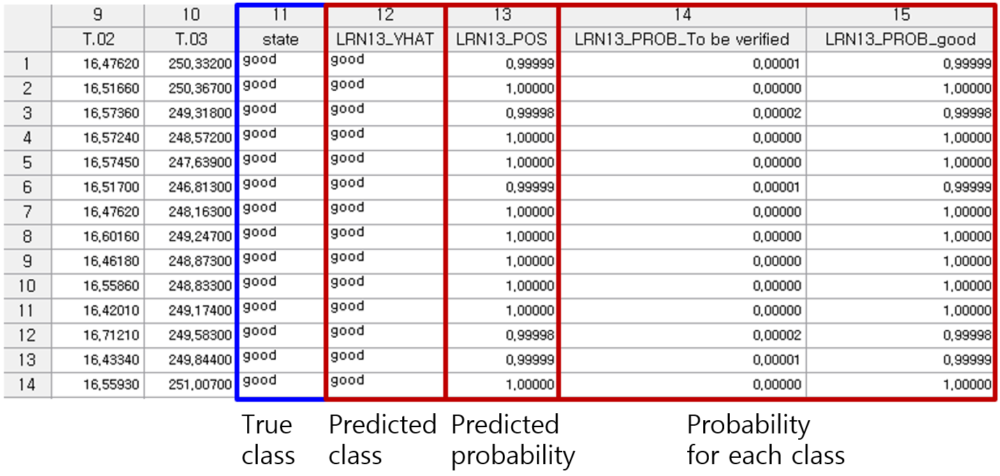 9 10 11 12 13 14 15
T.02 T.03 state LRN13_YHAT LRN13_POS LRN13_PROB_To be verified LRN13_PROB_good
1 16,47620 250,33200 good good 0,99999 0,00001 0,99999
2 16,51660 250,36700 good good 1,00000 0,00000 1,00000
3 16,57360 249,31800 good good 0,99998 0,00002 0,99998
4 16,57240 248,57200 good good 1,00000 0,00000 1,00000
5 16,57450 247,63900 good good 1,00000 0,00000 1,00000
6 16,51700 246,81300 good good 0,99999 0,00001 0,99999
7 16,47620 248,16300 good good 1,00000 0,00000 1,00000
8 16,60160 249,24700 good good 1,00000 0,00000 1,00000
9 16,46180 248,87300 good good 1,00000 0,00000 1,00000
10 16,55860 248,83300 good good 1,00000 0,00000 1,00000
11 16,42010 249,17400 good good 1,00000 0,00000 1,00000
12 16,71210 249,58300 good good 0,99998 0,00002 0,99998
13 16,43340 249,84400 good good 0,99999 0,00001 0,99999
14 16,55930 251,00700 good good 1,00000 0,00000 1,00000
True Predicted Predicted Probability
class class probability for each class